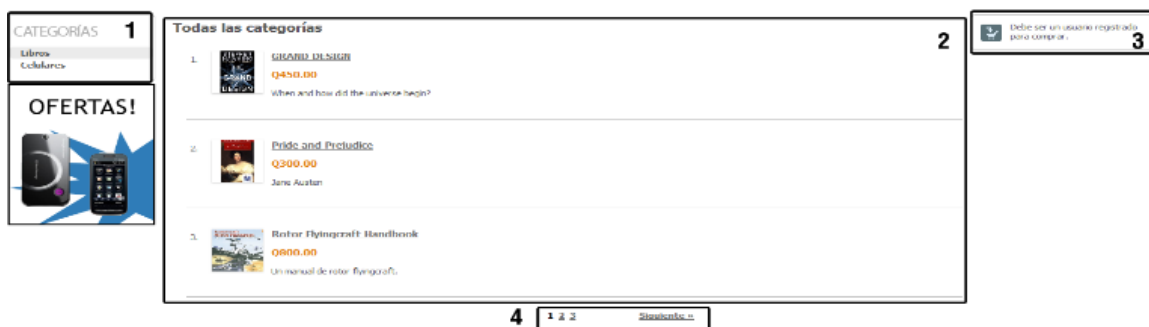 CATEGORÍAS 1
Libros
Celulares
OFERTAS!
Todas las categorías
2
1.
GRAND DESIGN
Q450.00
When and how did the universe begin?
2.
Pride and Prejudice
Q300.00
Jane Austen
3.
Rotor flyingcraft Handbook
Q800.00
Un manual de rotor flyingcraft.
Debe ser un usuario registrado
para comprar.
3
4
1 2 3 Siguiente »